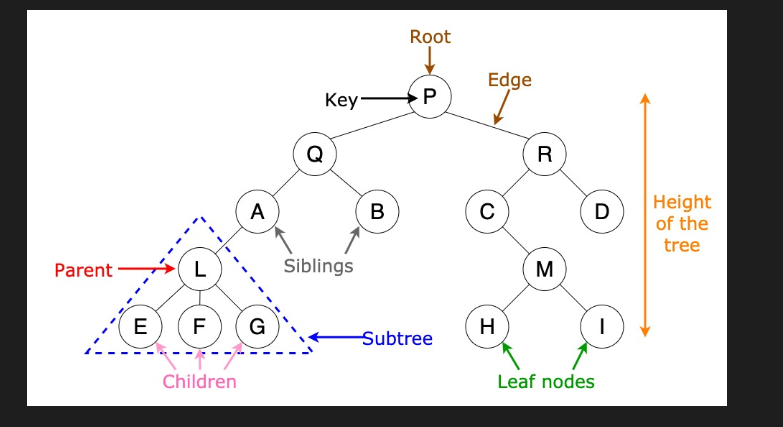 Root
Edge
Key
P
Q
R
A
B
C
D
Height
of the
tree
Siblings
Parent
L
M
E
F
G
H
I
Subtree
Children
Leaf nodes